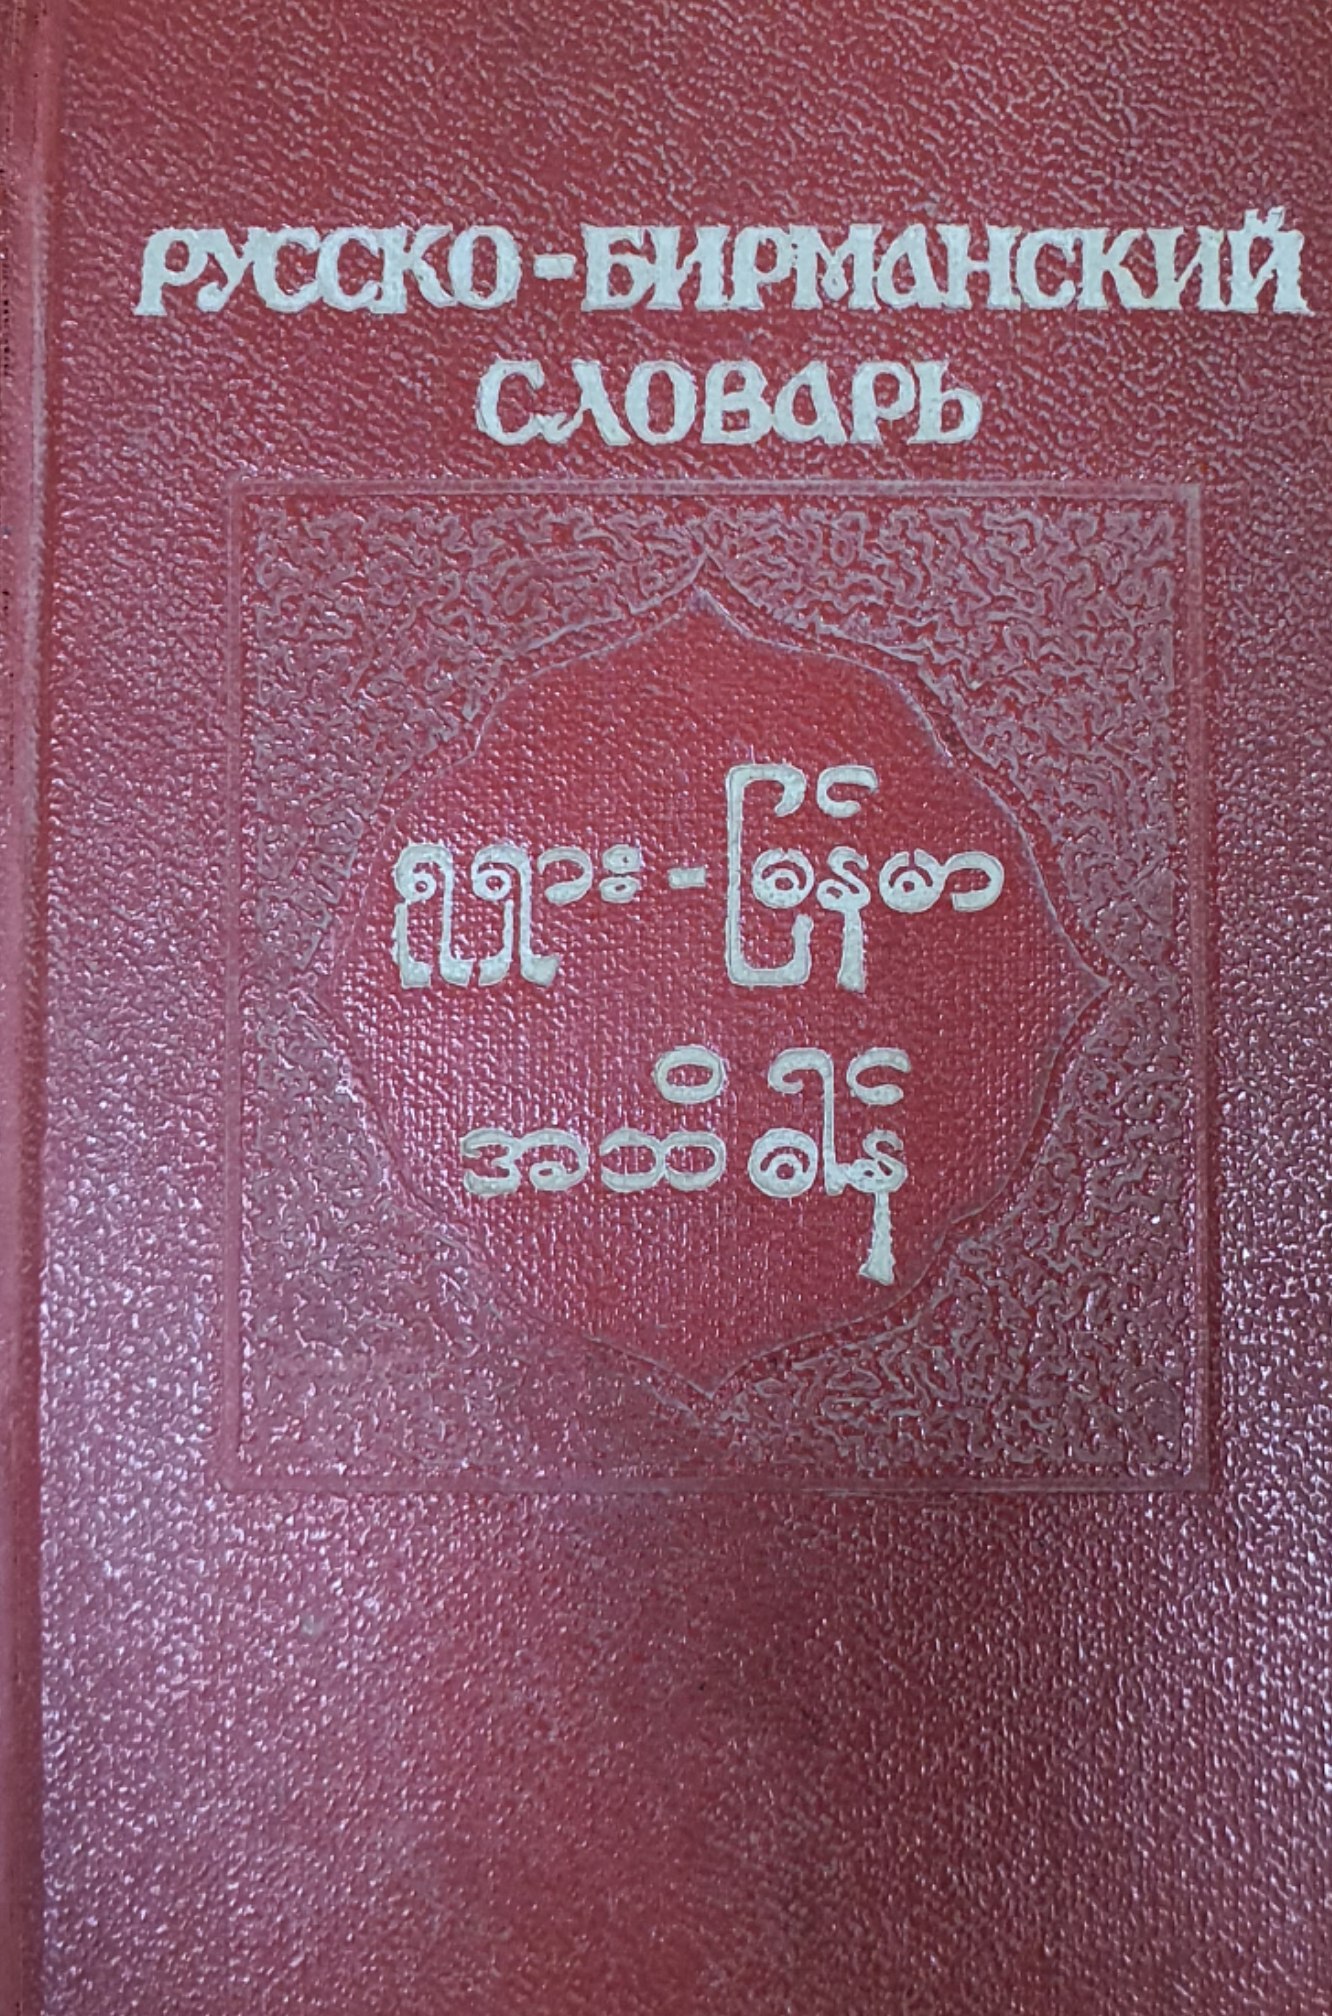 РУССКО-БИРМАНСКИЙ
СЛОВАРЬ
ရုရှား-မြန်မာ
အဘိဓါန်